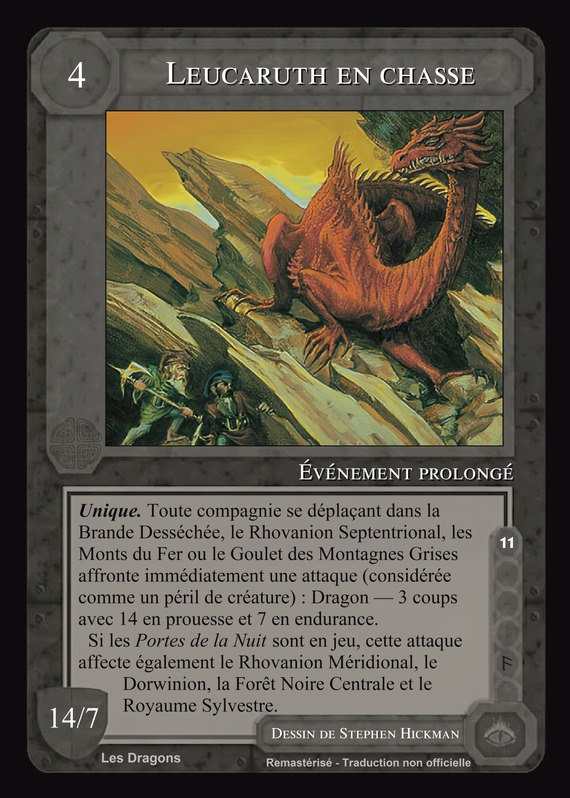 4
LEUCARUTH EN CHASSE
ÉVÉNEMENT PROLONGÉ
Unique. Toute compagnie se déplaçant dans la
Brande Desséchée, le Rhovanion Septentrional, les
Monts du Fer ou le Goulet des Montagnes Grises
affronte immédiatement une attaque (considérée
comme un péril de créature) : Dragon — 3 coups
avec 14 en prouesse et 7 en endurance.
Si les Portes de la Nuit sont en jeu, cette attaque
affecte également le Rhovanion Méridional, le
Dorwinion, la Forêt Noire Centrale et le
Royaume Sylvestre.
11
14/7
DESSIN DE STEPHEN HICKMAN
Les Dragons
Remastérisé - Traduction non officielle